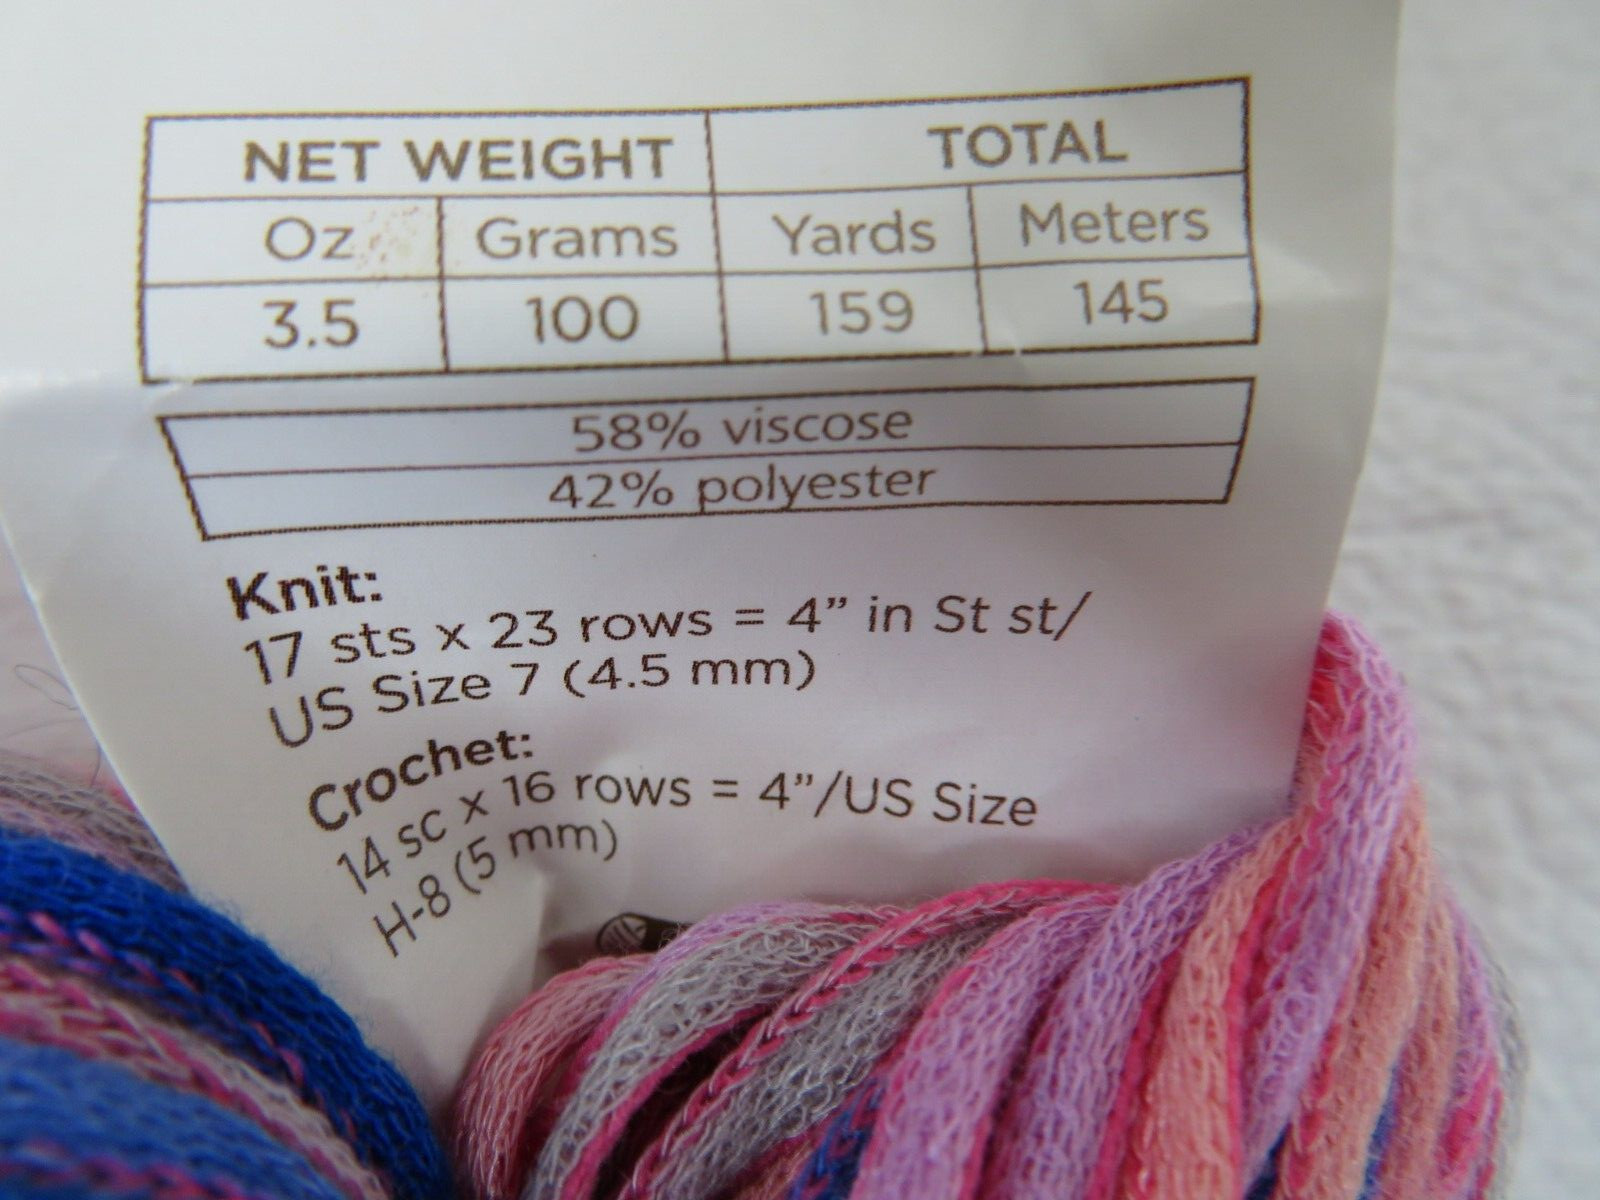 NET WEIGHT TOTAL
Oz Grams Yards Meters
3.5 100 159 145
58% viscose
42% polyester
Knit:
17 sts x 23 rows = 4” in St st/
US Size 7 (4.5 mm)
Crochet:
14 sc x 16 rows = 4”/US Size
H-8 (5 mm)